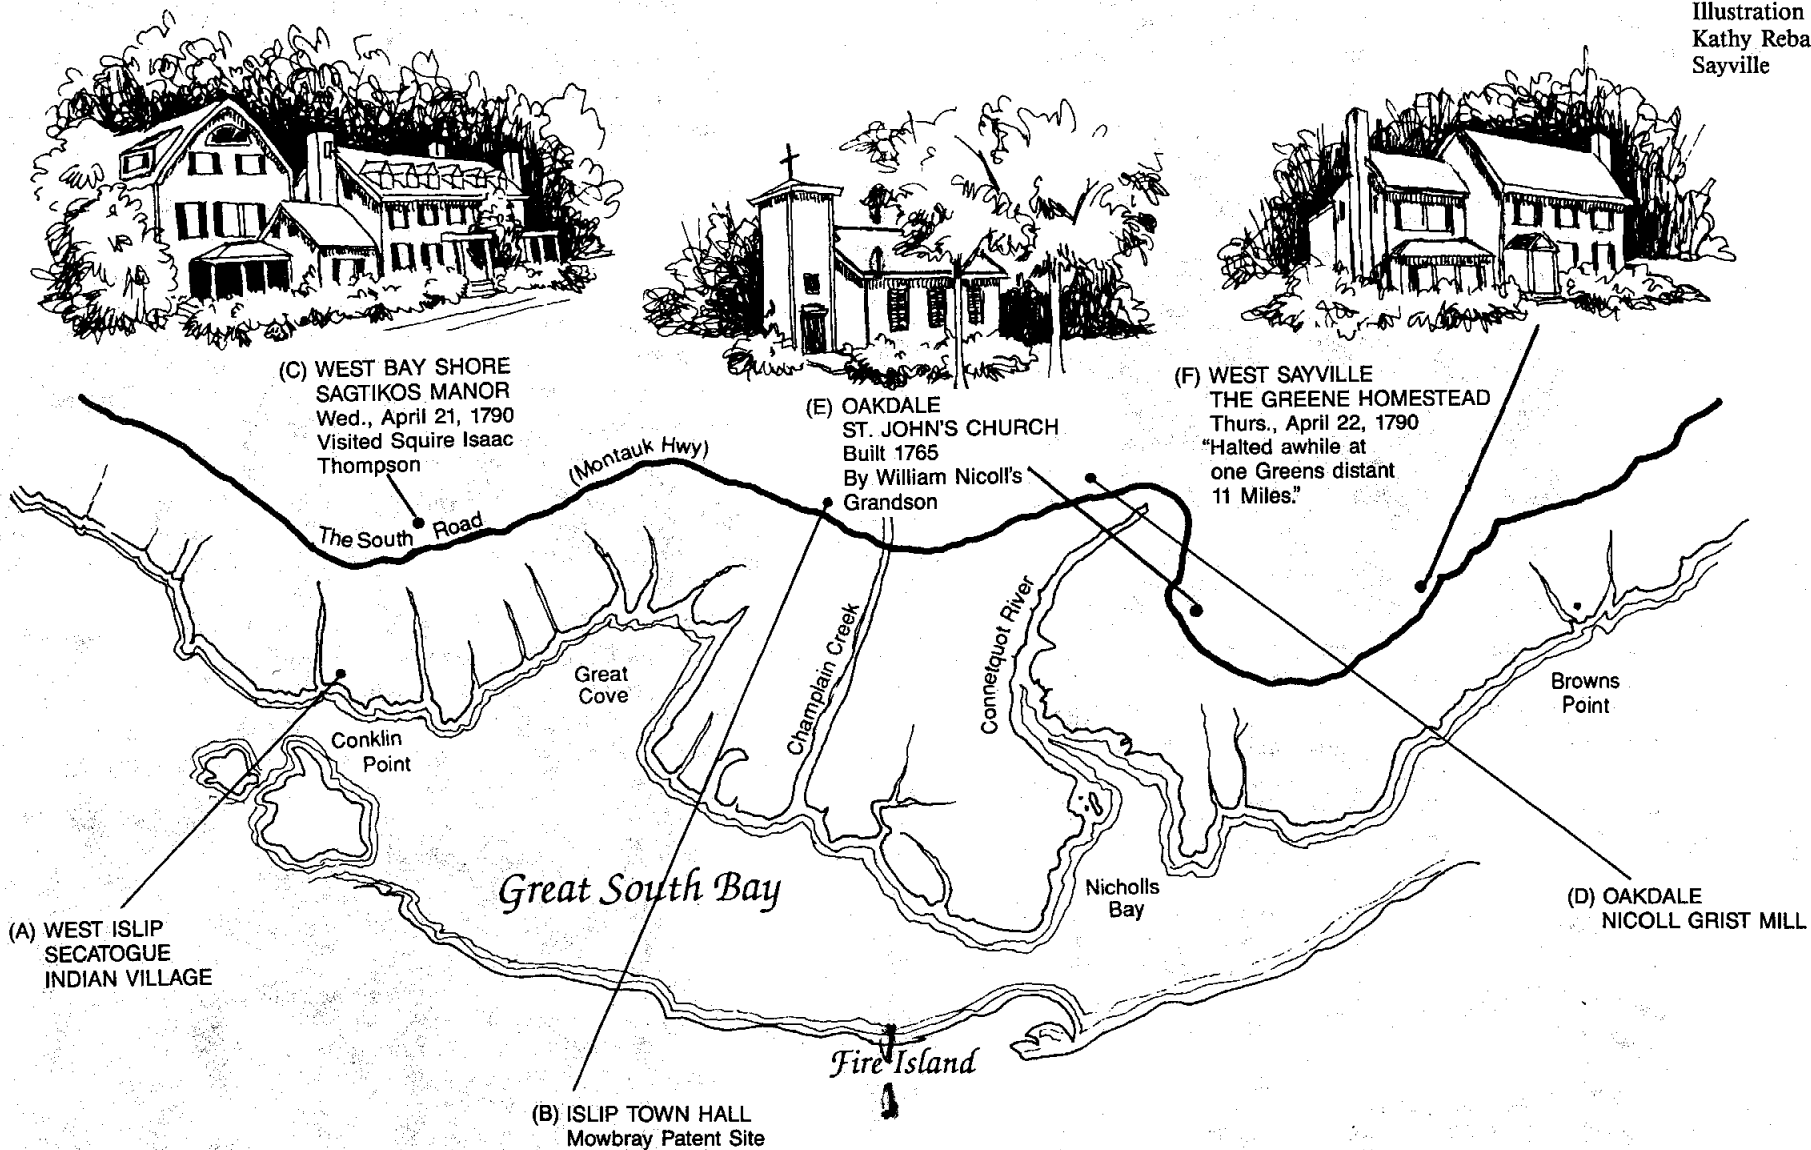 Illustration
Kathy Reba
Sayville
(C) WEST BAY SHORE
SAGTIKOS MANOR
Wed., April 21, 1790
Visited Squire Isaac
Thompson
(E) OAKDALE
ST. JOHN'S CHURCH
Built 1765
By William Nicoll's
Grandson
(F) WEST SAYVILLE
THE GREENE HOMESTEAD
Thurs., April 22, 1790
"Halted awhile at
one Greens distant
11 Miles."
(Montauk Hwy)
The South Road
Great
Cove
Champlain Creek
Connetquot River
Browns
Point
Conklin
Point
Great South Bay
Nicholls
Bay
(D) OAKDALE
NICOLL GRIST MILL
(A) WEST ISLIP
SECATOGUE
INDIAN VILLAGE
Fire Island
(B) ISLIP TOWN HALL
Mowbray Patent Site